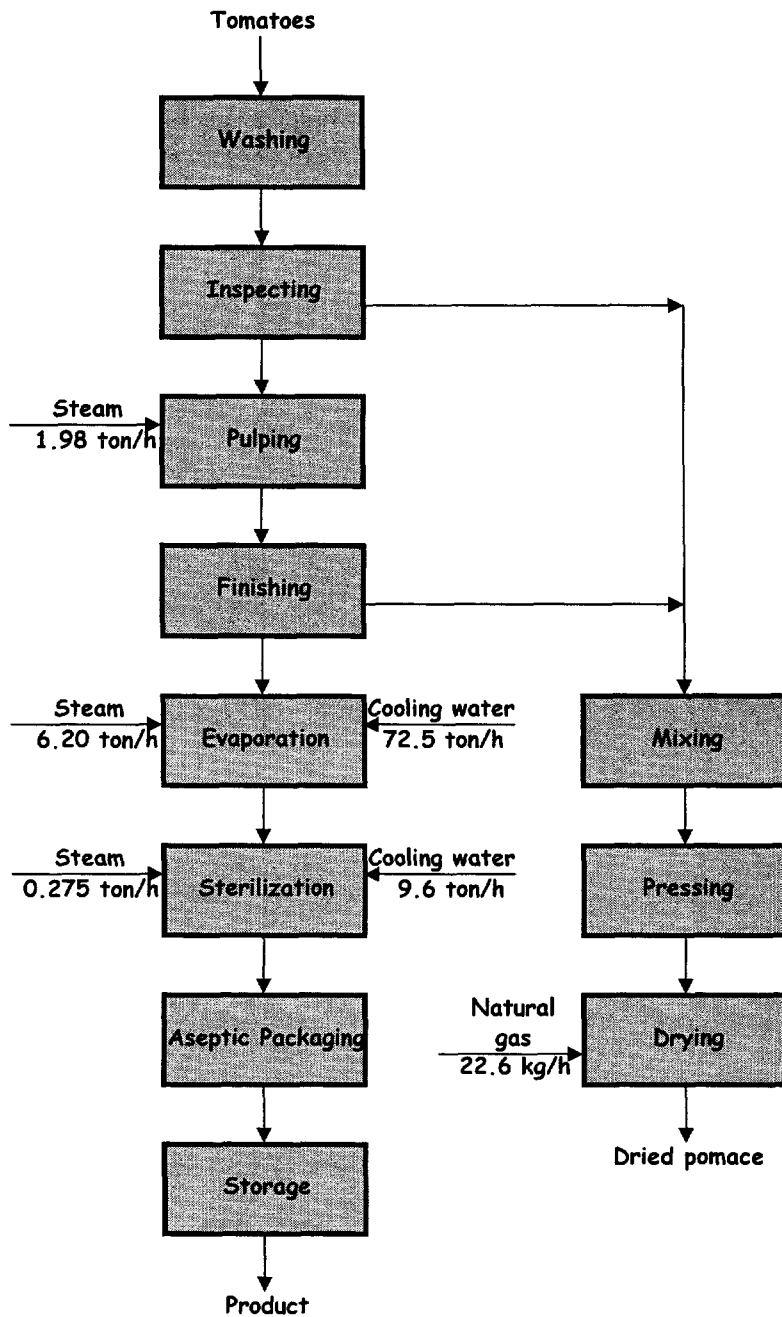 Tomatoes
Washing
Inspecting
Steam
1.98 ton/h
Pulping
Finishing
Steam
6.20 ton/h
Evaporation
Cooling water
72.5 ton/h
Mixing
Steam
0.275 ton/h
Sterilization
Cooling water
9.6 ton/h
Pressing
Aseptic Packaging
Natural
gas
22.6 kg/h
Drying
Dried pomace
Storage
Product